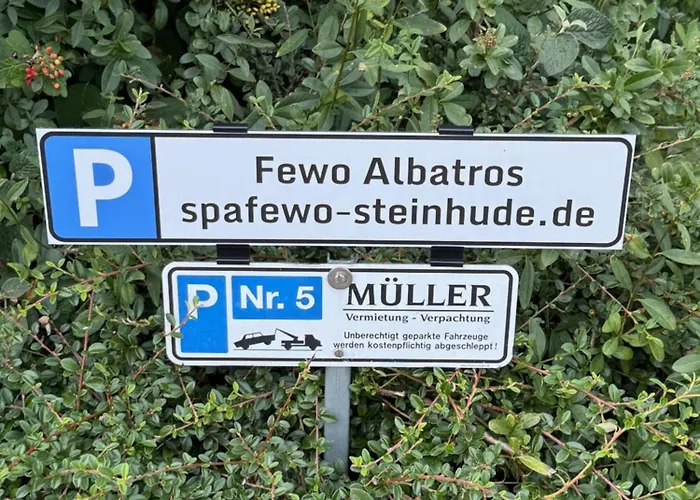 P
Fewo Albatros
spafewo-steinhude.de
P
Nr. 5
MÜLLER
Vermietung - Verpachtung
Unberechtigt geparkte Fahrzeuge
werden kostenpflichtig abgeschleppt!